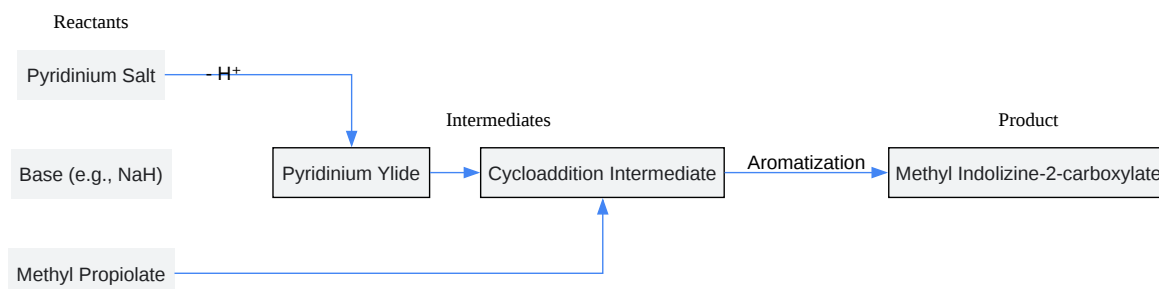 Reactants
Pyridinium Salt
- H⁺
Intermediates
Product
Base (e.g., NaH)
Pyridinium Ylide
Cycloaddition Intermediate
Aromatization
Methyl Indolizine-2-carboxylate
Methyl Propiolate